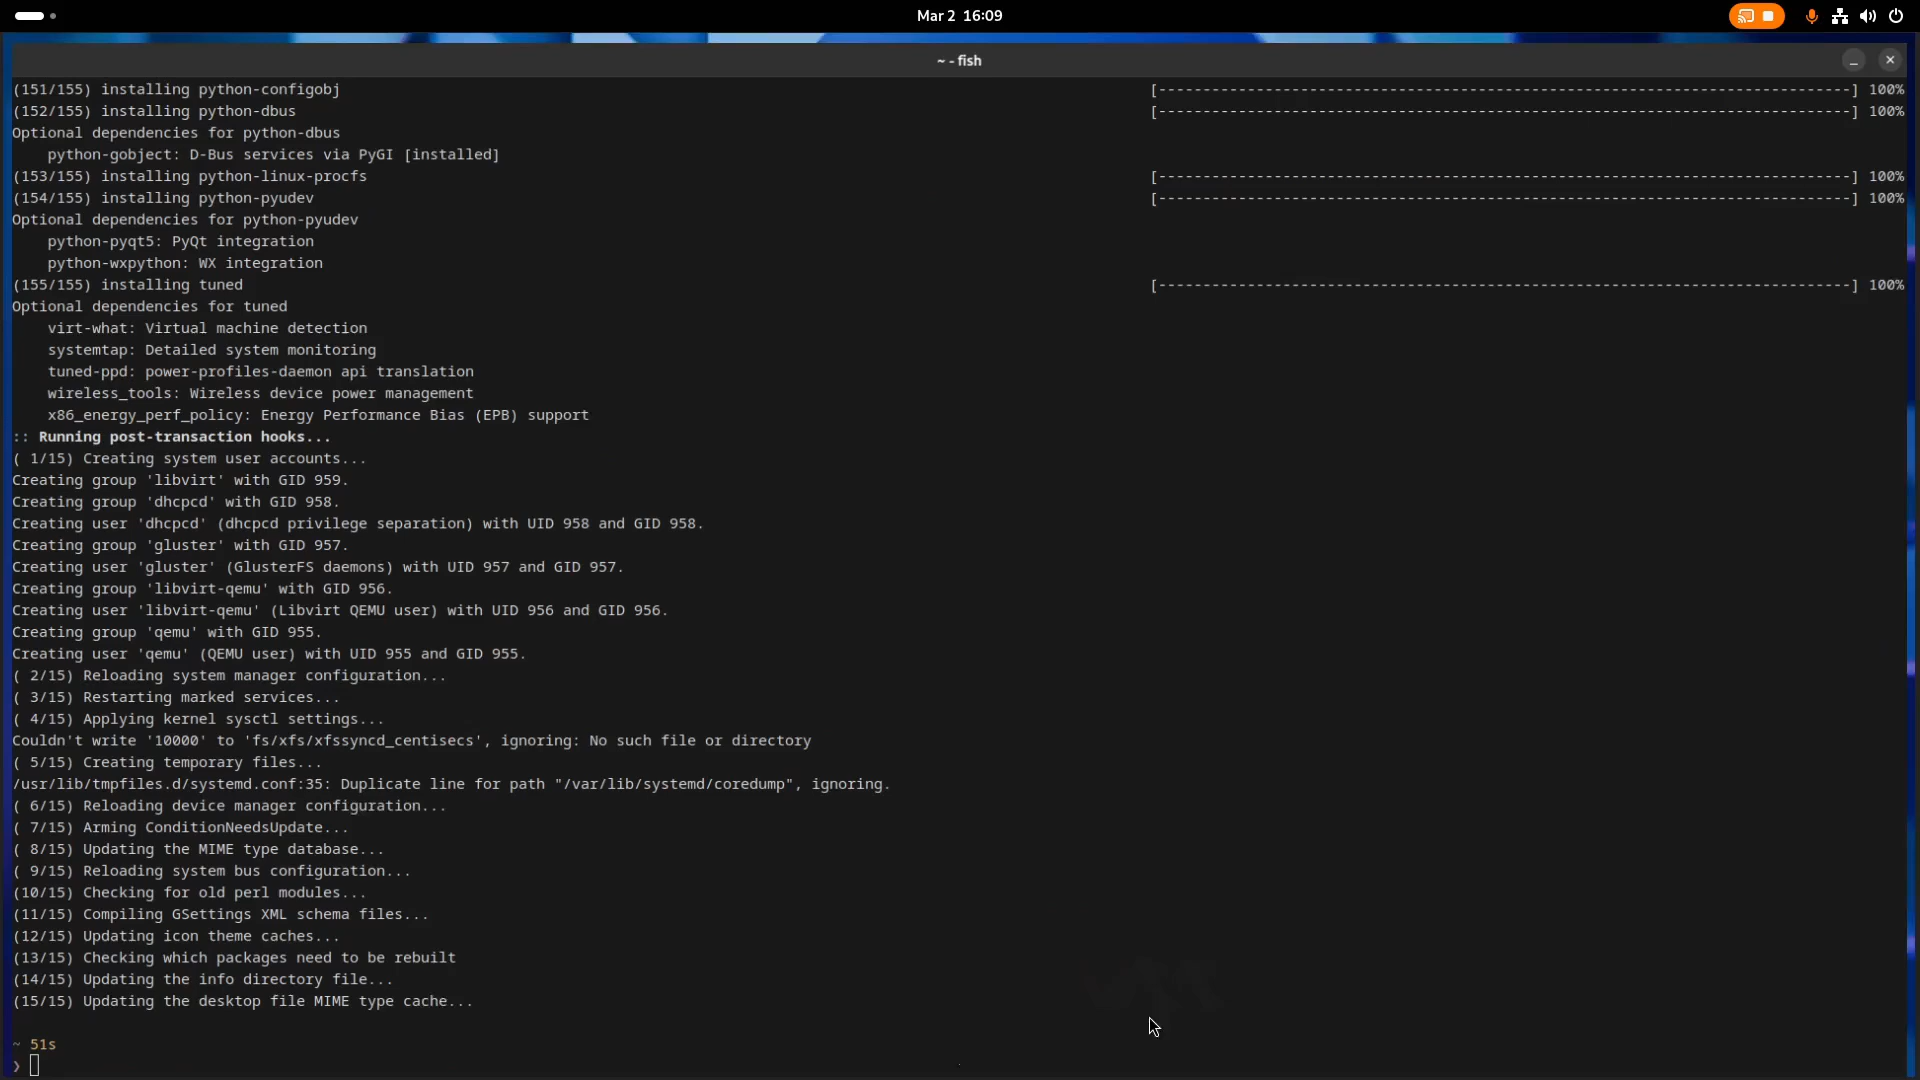 Mar 2 16:09
~ - fish
(151/155) installing python-configobj [------------------------------------------------------------------------------] 100%
(152/155) installing python-dbus [------------------------------------------------------------------------------] 100%
Optional dependencies for python-dbus
    python-gobject: D-Bus services via PyGI [installed]
(153/155) installing python-linux-procfs [------------------------------------------------------------------------------] 100%
(154/155) installing python-pyudev [------------------------------------------------------------------------------] 100%
Optional dependencies for python-pyudev
    python-pyqt5: PyQt integration
    python-wxpython: WX integration
(155/155) installing tuned [------------------------------------------------------------------------------] 100%
Optional dependencies for tuned
    virt-what: Virtual machine detection
    systemtap: Detailed system monitoring
    tuned-ppd: power-profiles-daemon api translation
    wireless_tools: Wireless device power management
    x86_energy_perf_policy: Energy Performance Bias (EPB) support
:: Running post-transaction hooks...
( 1/15) Creating system user accounts...
Creating group 'libvirt' with GID 959.
Creating group 'dhcpcd' with GID 958.
Creating user 'dhcpcd' (dhcpcd privilege separation) with UID 958 and GID 958.
Creating group 'gluster' with GID 957.
Creating user 'gluster' (GlusterFS daemons) with UID 957 and GID 957.
Creating group 'libvirt-qemu' with GID 956.
Creating user 'libvirt-qemu' (Libvirt QEMU user) with UID 956 and GID 956.
Creating group 'qemu' with GID 955.
Creating user 'qemu' (QEMU user) with UID 955 and GID 955.
( 2/15) Reloading system manager configuration...
( 3/15) Restarting marked services...
( 4/15) Applying kernel sysctl settings...
Couldn't write '10000' to 'fs/xfs/xfssyncd_centisecs', ignoring: No such file or directory
( 5/15) Creating temporary files...
/usr/lib/tmpfiles.d/systemd.conf:35: Duplicate line for path "/var/lib/systemd/coredump", ignoring.
( 6/15) Reloading device manager configuration...
( 7/15) Arming ConditionNeedsUpdate...
( 8/15) Updating the MIME type database...
( 9/15) Reloading system bus configuration...
(10/15) Checking for old perl modules...
(11/15) Compiling GSettings XML schema files...
(12/15) Updating icon theme caches...
(13/15) Checking which packages need to be rebuilt
(14/15) Updating the info directory file...
(15/15) Updating the desktop file MIME type cache...
~ 51s
❯